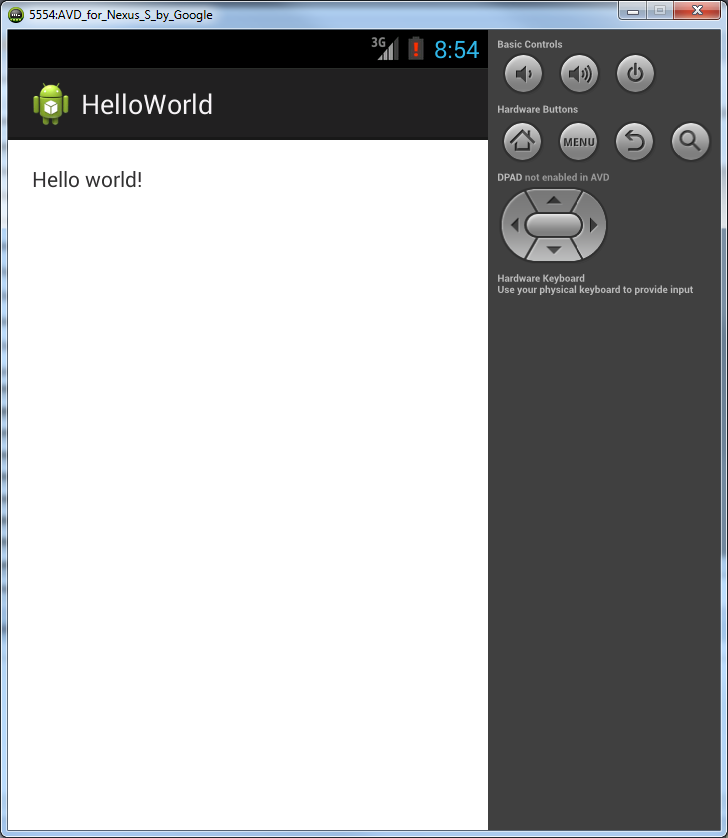 5554:AVD_for_Nexus_S_by_Google
3G 8:54
HelloWorld
Hello world!
Basic Controls
Hardware Buttons
MENU
DPAD not enabled in AVD
Hardware Keyboard
Use your physical keyboard to provide input